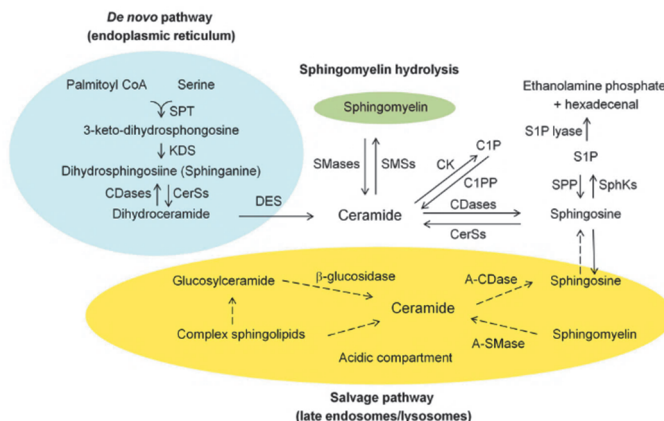 De novo pathway
(endoplasmic reticulum)
Palmitoyl CoA Serine
SPT
3-keto-dihydrosphongosine
KDS
Dihydrosphingosiine (Sphinganine)
CDases CerSs
Dihydroceramide
DES
Sphingomyelin hydrolysis
Sphingomyelin
SMases SMSs
Ceramide
CK
C1P
C1PP
CDases
CerSs
Ethanolamine phosphate
+ hexadecenal
S1P lyase
S1P
SPP SphKs
Sphingosine
Glucosylceramide
β-glucosidase
Ceramide
A-CDase
Sphingosine
Complex sphingolipids
A-SMase
Sphingomyelin
Acidic compartment
Salvage pathway
(late endosomes/lysosomes)